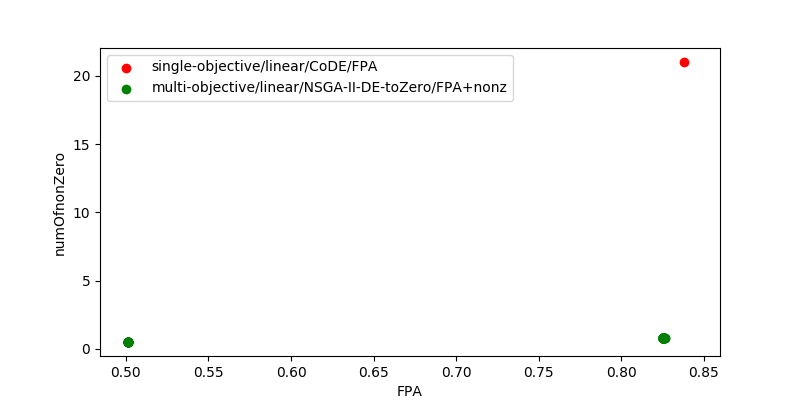 single-objective/linear/CoDE/FPA
multi-objective/linear/NSGA-II-DE-toZero/FPA+nonz
numOfnonZero
20
15
10
5
0
0.50 0.55 0.60 0.65 0.70 0.75 0.80 0.85
FPA